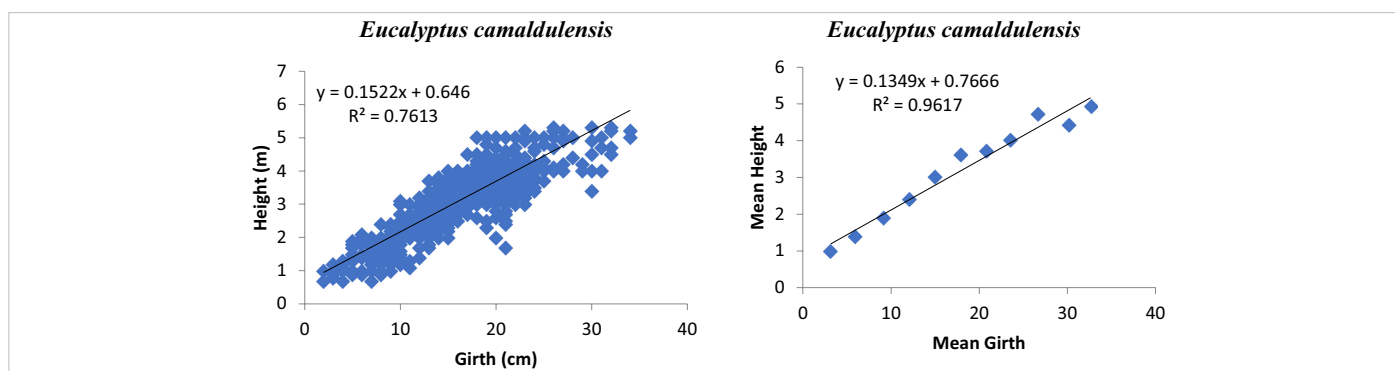 Eucalyptus camaldulensis
y = 0.1522x + 0.646
R² = 0.7613
7
6
5
4
3
2
1
0
Height (m)
0 10 20 30 40
Girth (cm)
Eucalyptus camaldulensis
y = 0.1349x + 0.7666
R² = 0.9617
6
5
4
3
2
1
0
Mean Height
0 10 20 30 40
Mean Girth